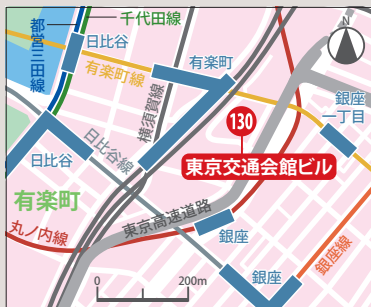 千代田線
都営三田線
日比谷
有楽町線
有楽町
N
横須賀線
130
銀座
一丁目
日比谷
日比谷線
東京交通会館ビル
有楽町
東京高速道路
丸ノ内線
銀座
銀座線
銀座
0 200m